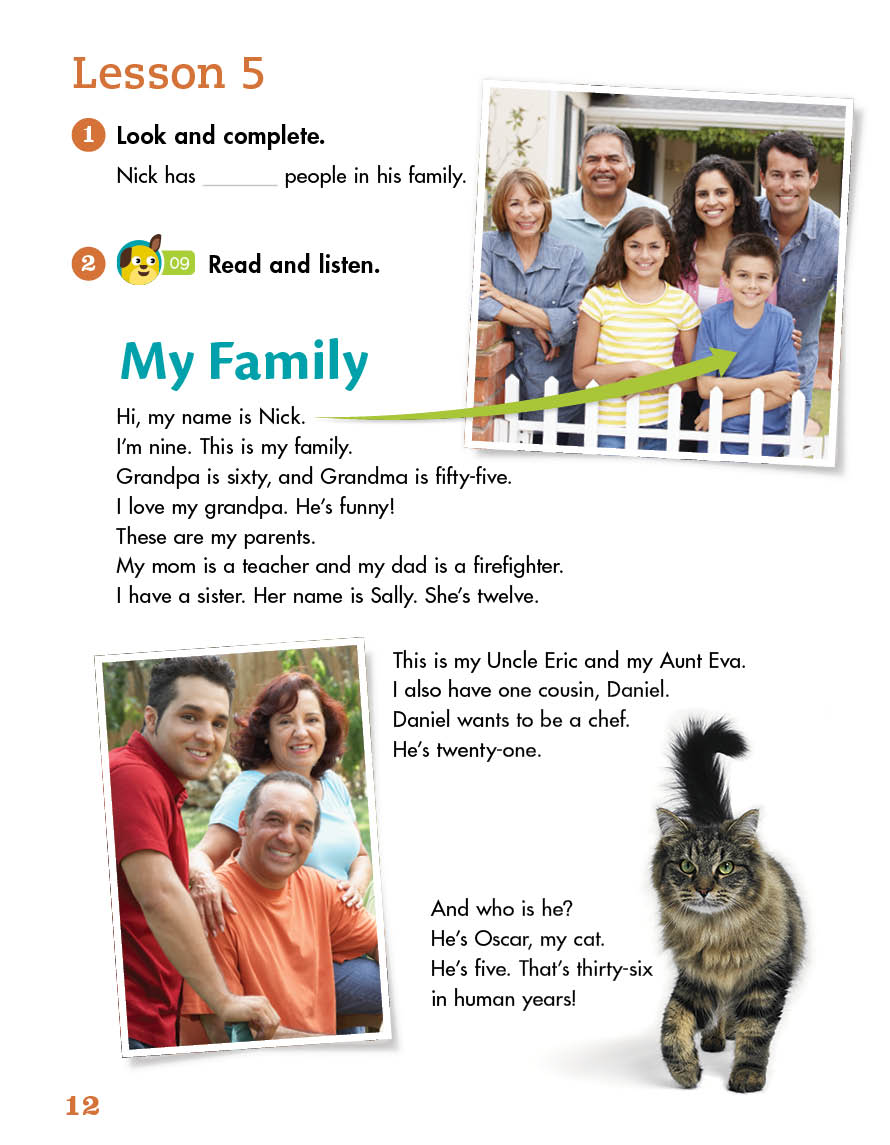 Lesson 5
1 Look and complete.
Nick has ________ people in his family.
2 09 Read and listen.
My Family
Hi, my name is Nick.
I’m nine. This is my family.
Grandpa is sixty, and Grandma is fifty-five.
I love my grandpa. He’s funny!
These are my parents.
My mom is a teacher and my dad is a firefighter.
I have a sister. Her name is Sally. She’s twelve.
This is my Uncle Eric and my Aunt Eva.
I also have one cousin, Daniel.
Daniel wants to be a chef.
He’s twenty-one.
And who is he?
He’s Oscar, my cat.
He’s five. That’s thirty-six
in human years!
12